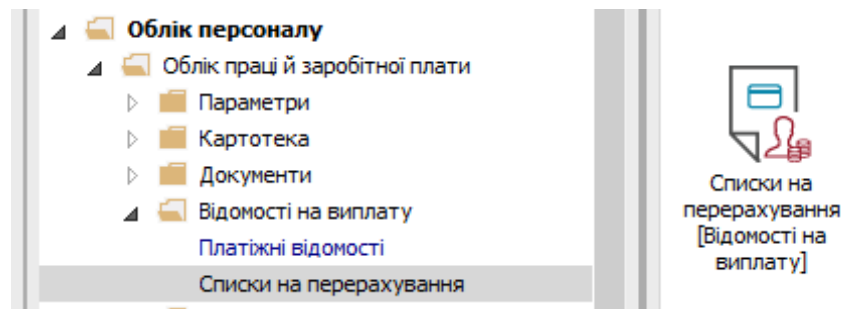 Облік персоналу
Облік праці й заробітної плати
Параметри
Картотека
Документи
Відомості на виплату
Платіжні відомості
Списки на перерахування
Списки на
перерахування
[Відомості на
виплату]